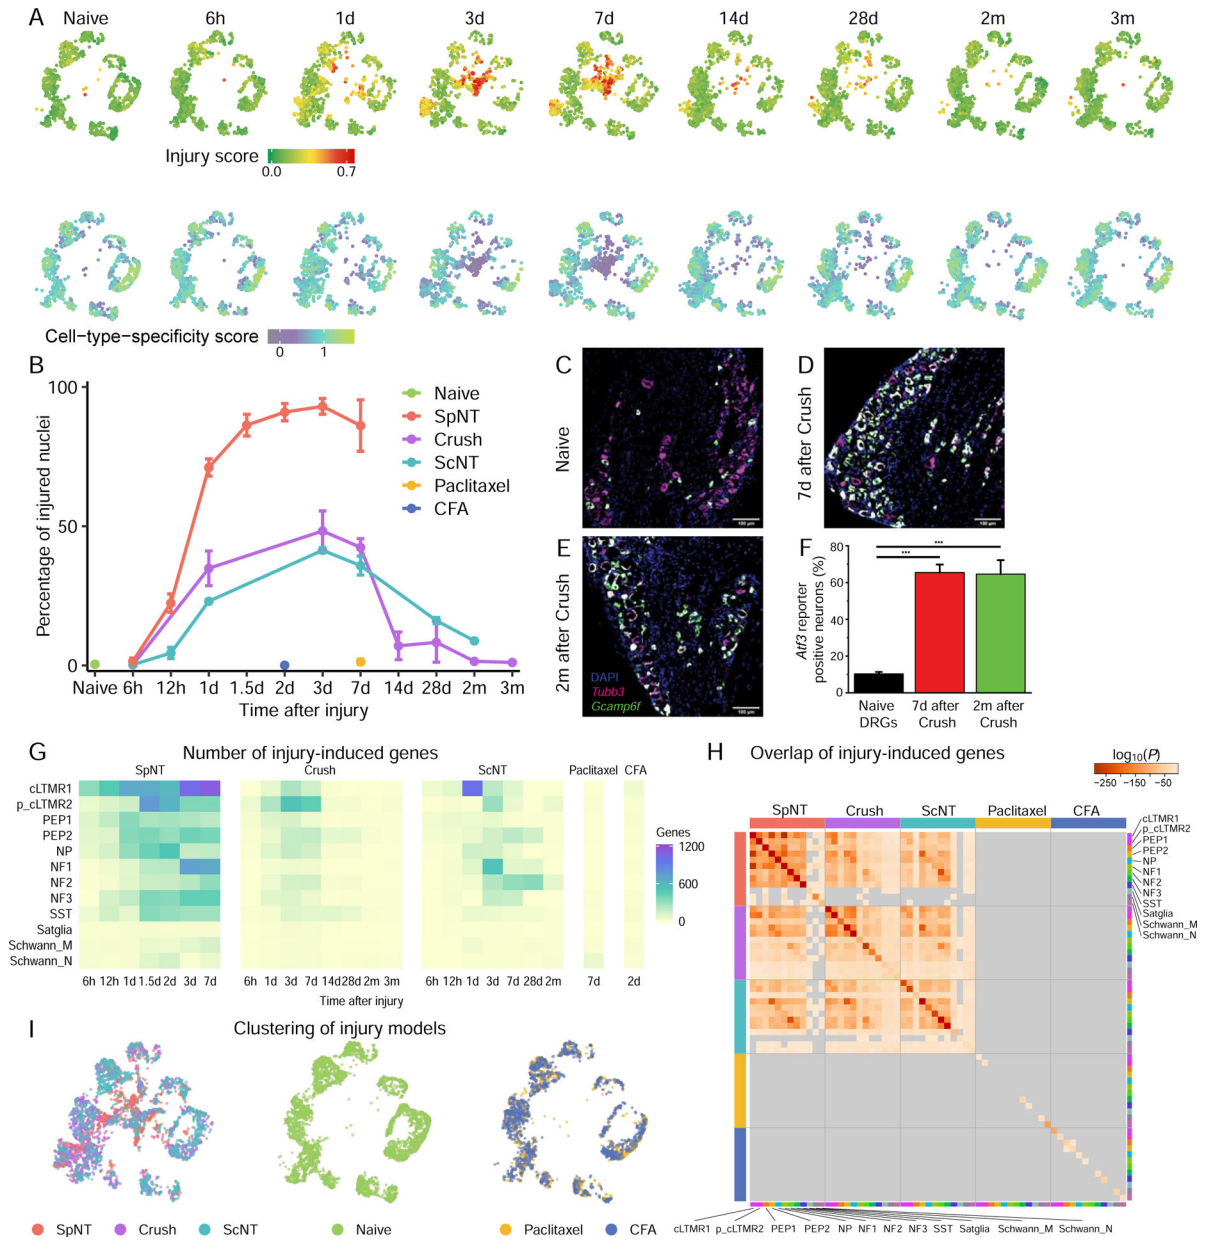 A
Naive 6h 1d 3d 7d 14d 28d 2m 3m
Injury score
0.0 0.7
Cell-type-specificity score
0 1
B
Percentage of injured nuclei
100
50
0
Naive
SpNT
Crush
ScNT
Paclitaxel
CFA
Naive 6h 12h 1d 1.5d 2d 3d 7d 14d 28d 2m 3m
Time after injury
C
Naive
100 µm
D
7d after Crush
100 µm
E
2m after Crush
DAPI
Tubb3
Gcamp6f
100 µm
F
Atf3 reporter
positive neurons (%)
80
60
40
20
0
***
***
Naive
DRGs
7d after
Crush
2m after
Crush
G Number of injury-induced genes
SpNT Crush ScNT Paclitaxel CFA
cLTMR1
p_cLTMR2
PEP1
PEP2
NP
NF1
NF2
NF3
SST
Satglia
Schwann_M
Schwann_N
Genes
1200
600
0
6h 12h 1d 1.5d 2d 3d 7d 6h 1d 3d 7d 14d 28d 2m 3m 6h 12h 1d 3d 7d 28d 2m 7d 2d
Time after injury
H Overlap of injury-induced genes
log10(P)
−250 −150 −50
SpNT Crush ScNT Paclitaxel CFA
cLTMR1
p_cLTMR2
PEP1
PEP2
NP
NF1
NF2
NF3
SST
Satglia
Schwann_M
Schwann_N
cLTMR1 p_cLTMR2 PEP1 PEP2 NP NF1 NF2 NF3 SST Satglia Schwann_M Schwann_N
I Clustering of injury models
SpNT Crush ScNT Naive Paclitaxel CFA